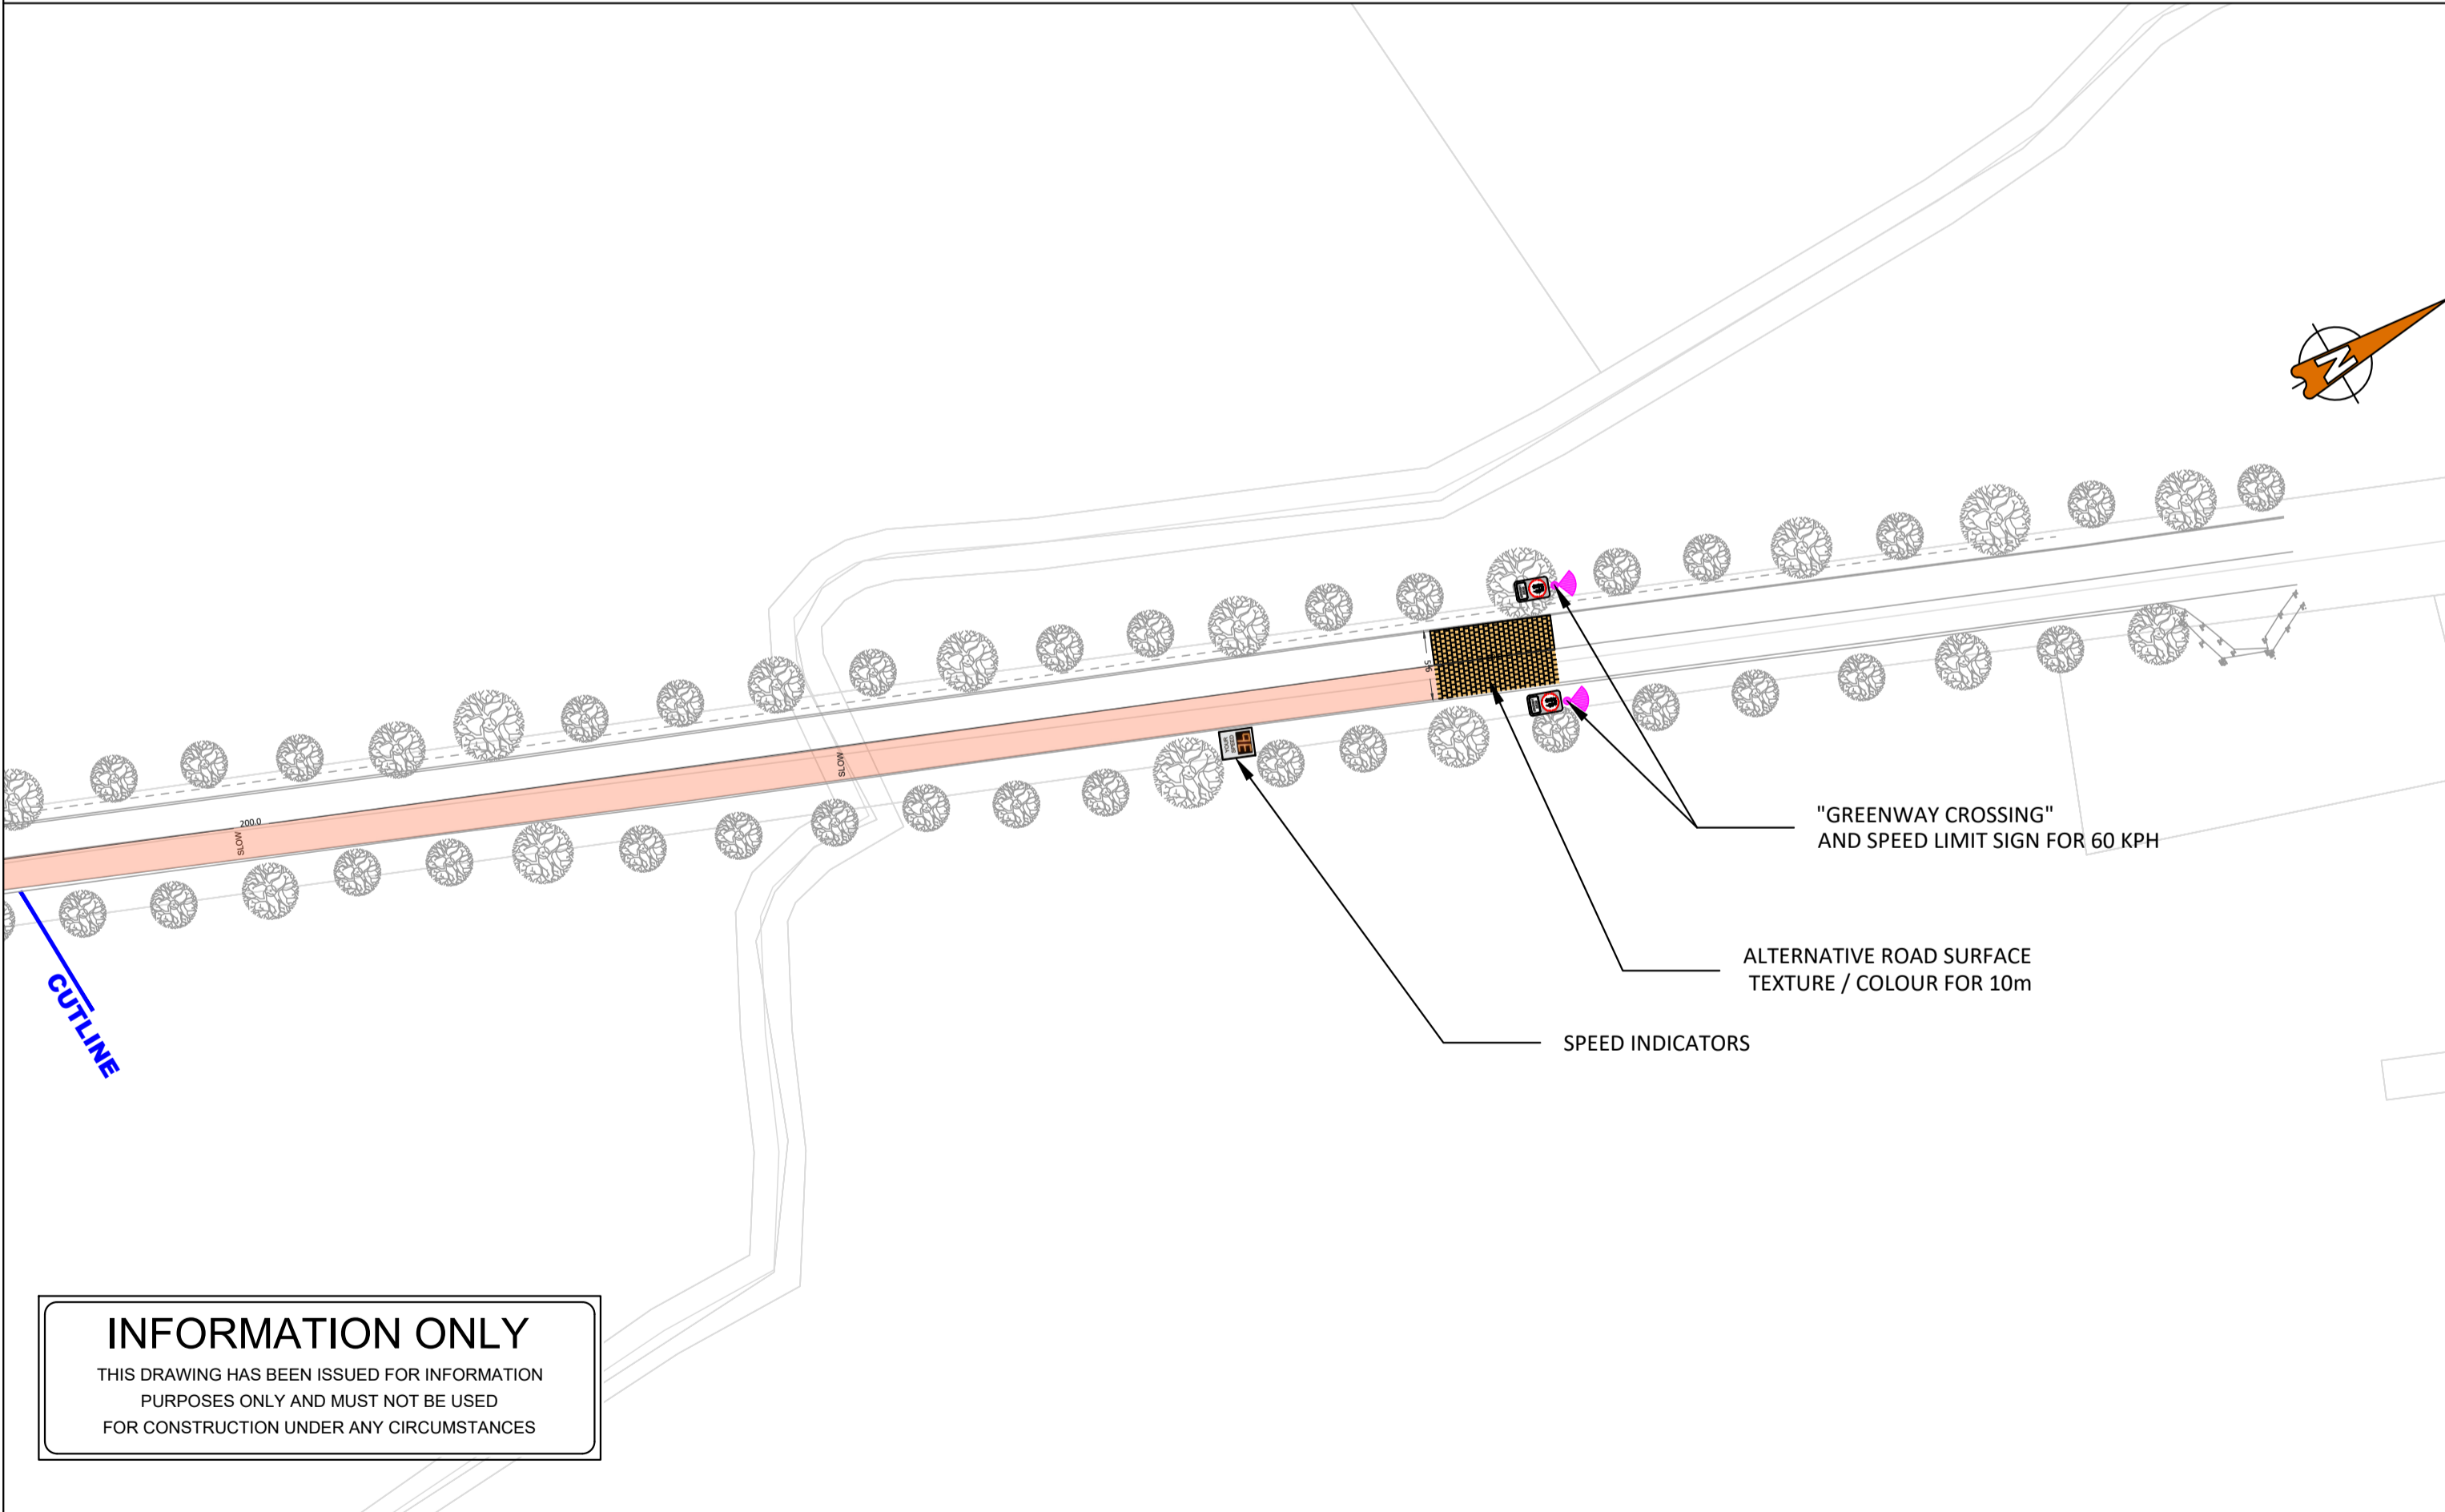 N
200.0
SLOW
SLOW
YOUR
SPEED
"GREENWAY CROSSING"
AND SPEED LIMIT SIGN FOR 60 KPH
ALTERNATIVE ROAD SURFACE
TEXTURE / COLOUR FOR 10m
SPEED INDICATORS
CUTLINE
INFORMATION ONLY
THIS DRAWING HAS BEEN ISSUED FOR INFORMATION
PURPOSES ONLY AND MUST NOT BE USED
FOR CONSTRUCTION UNDER ANY CIRCUMSTANCES